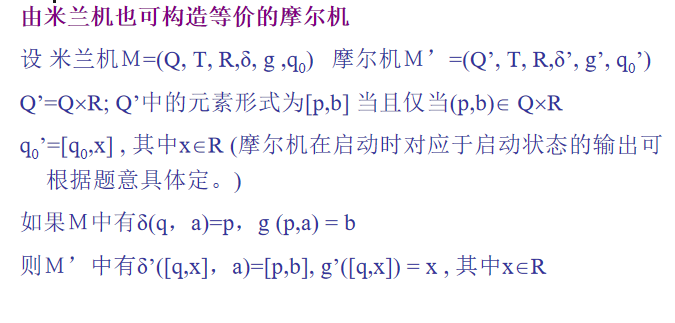 由米兰机也可构造等价的摩尔机
设 米兰机M=(Q, T, R,δ, g ,q₀) 摩尔机M’=(Q’, T, R,δ’, g’, q₀’)
Q’=Q×R; Q’中的元素形式为[p,b] 当且仅当(p,b)∈ Q×R
q₀’=[q₀,x] , 其中x∈R (摩尔机在启动时对应于启动状态的输出可
根据题意具体定。)
如果M中有δ(q，a)=p，g (p,a) = b
则M’中有δ’([q,x]，a)=[p,b], g’([q,x]) = x , 其中x∈R